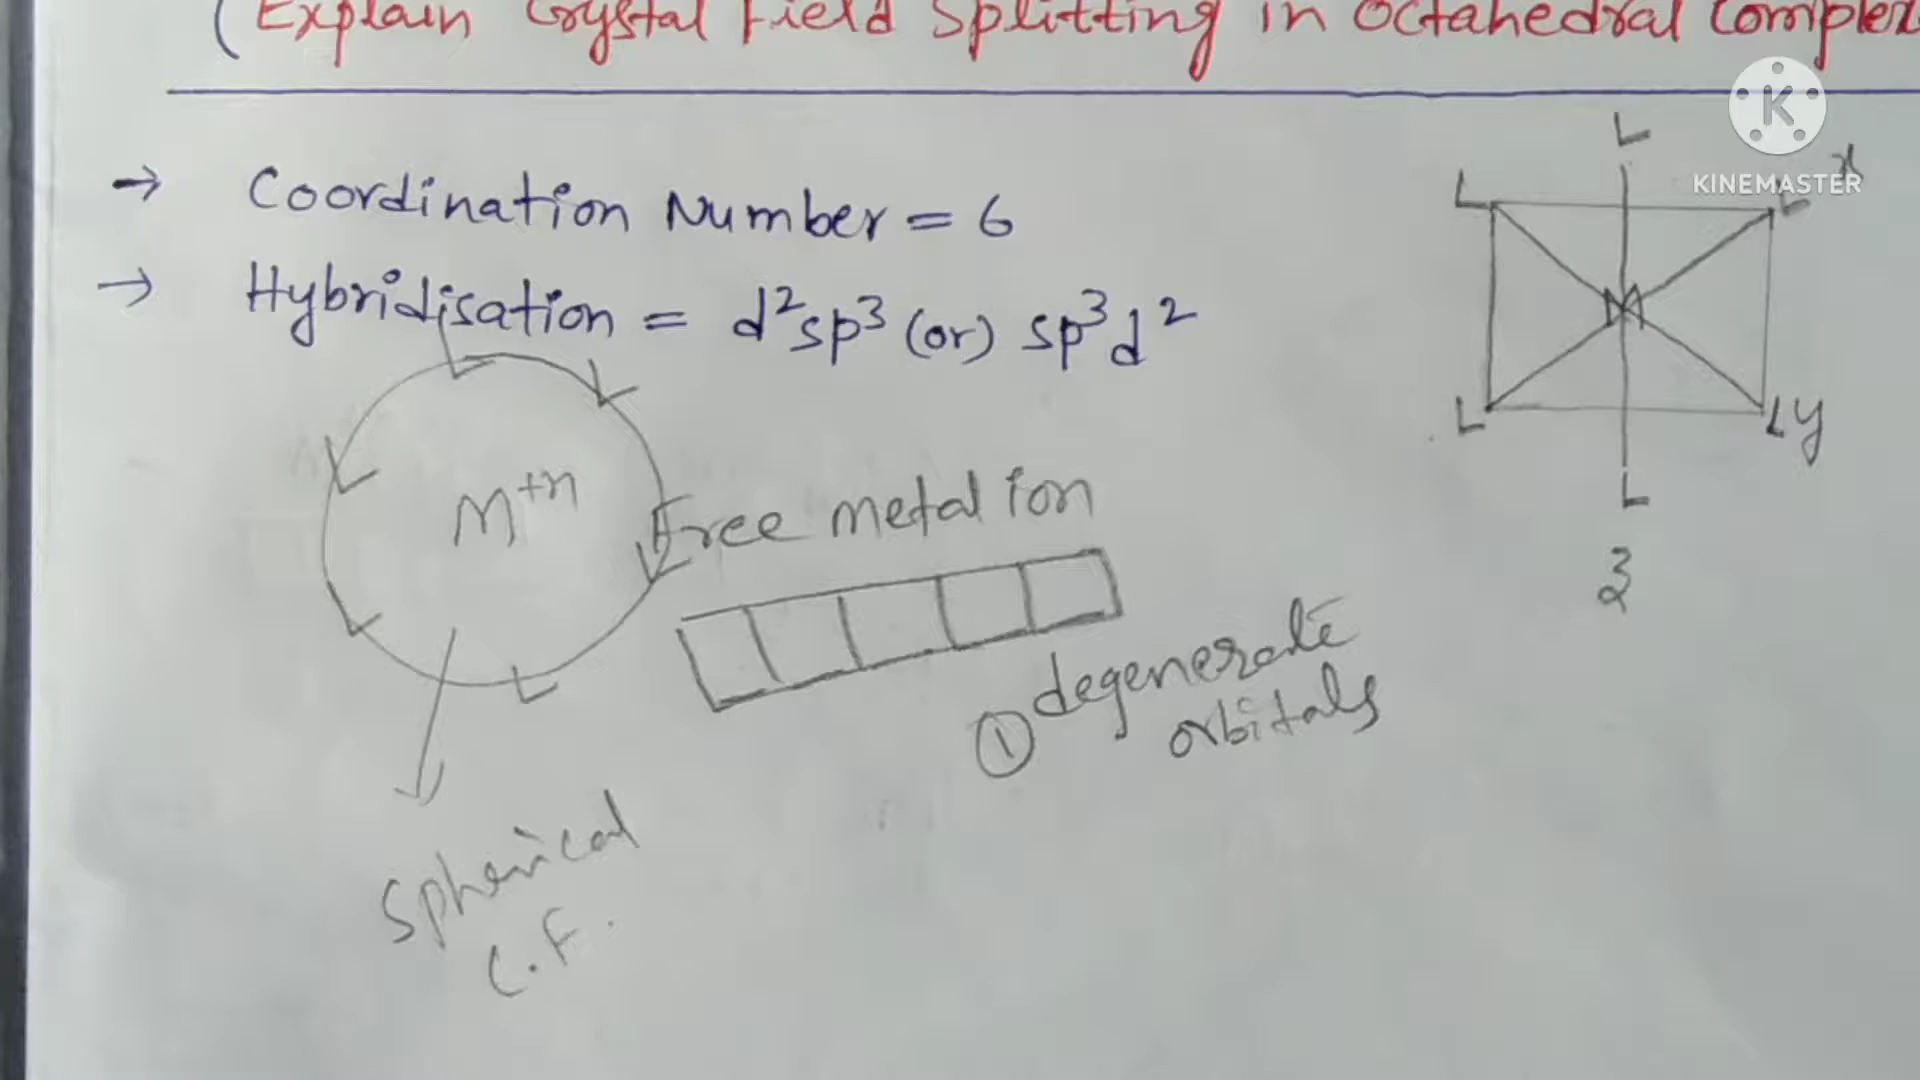 (Explain Crystal Field Splitting in Octahedral Complex
→ Coordination Number = 6
→ Hybridisation = d²sp³ (or) sp³d²
M⁺ⁿ
Free metal ion
① degenerate
orbitals
Spherical
C.F.
L
L L x
M
L L y
L
z
K
KINEMASTER